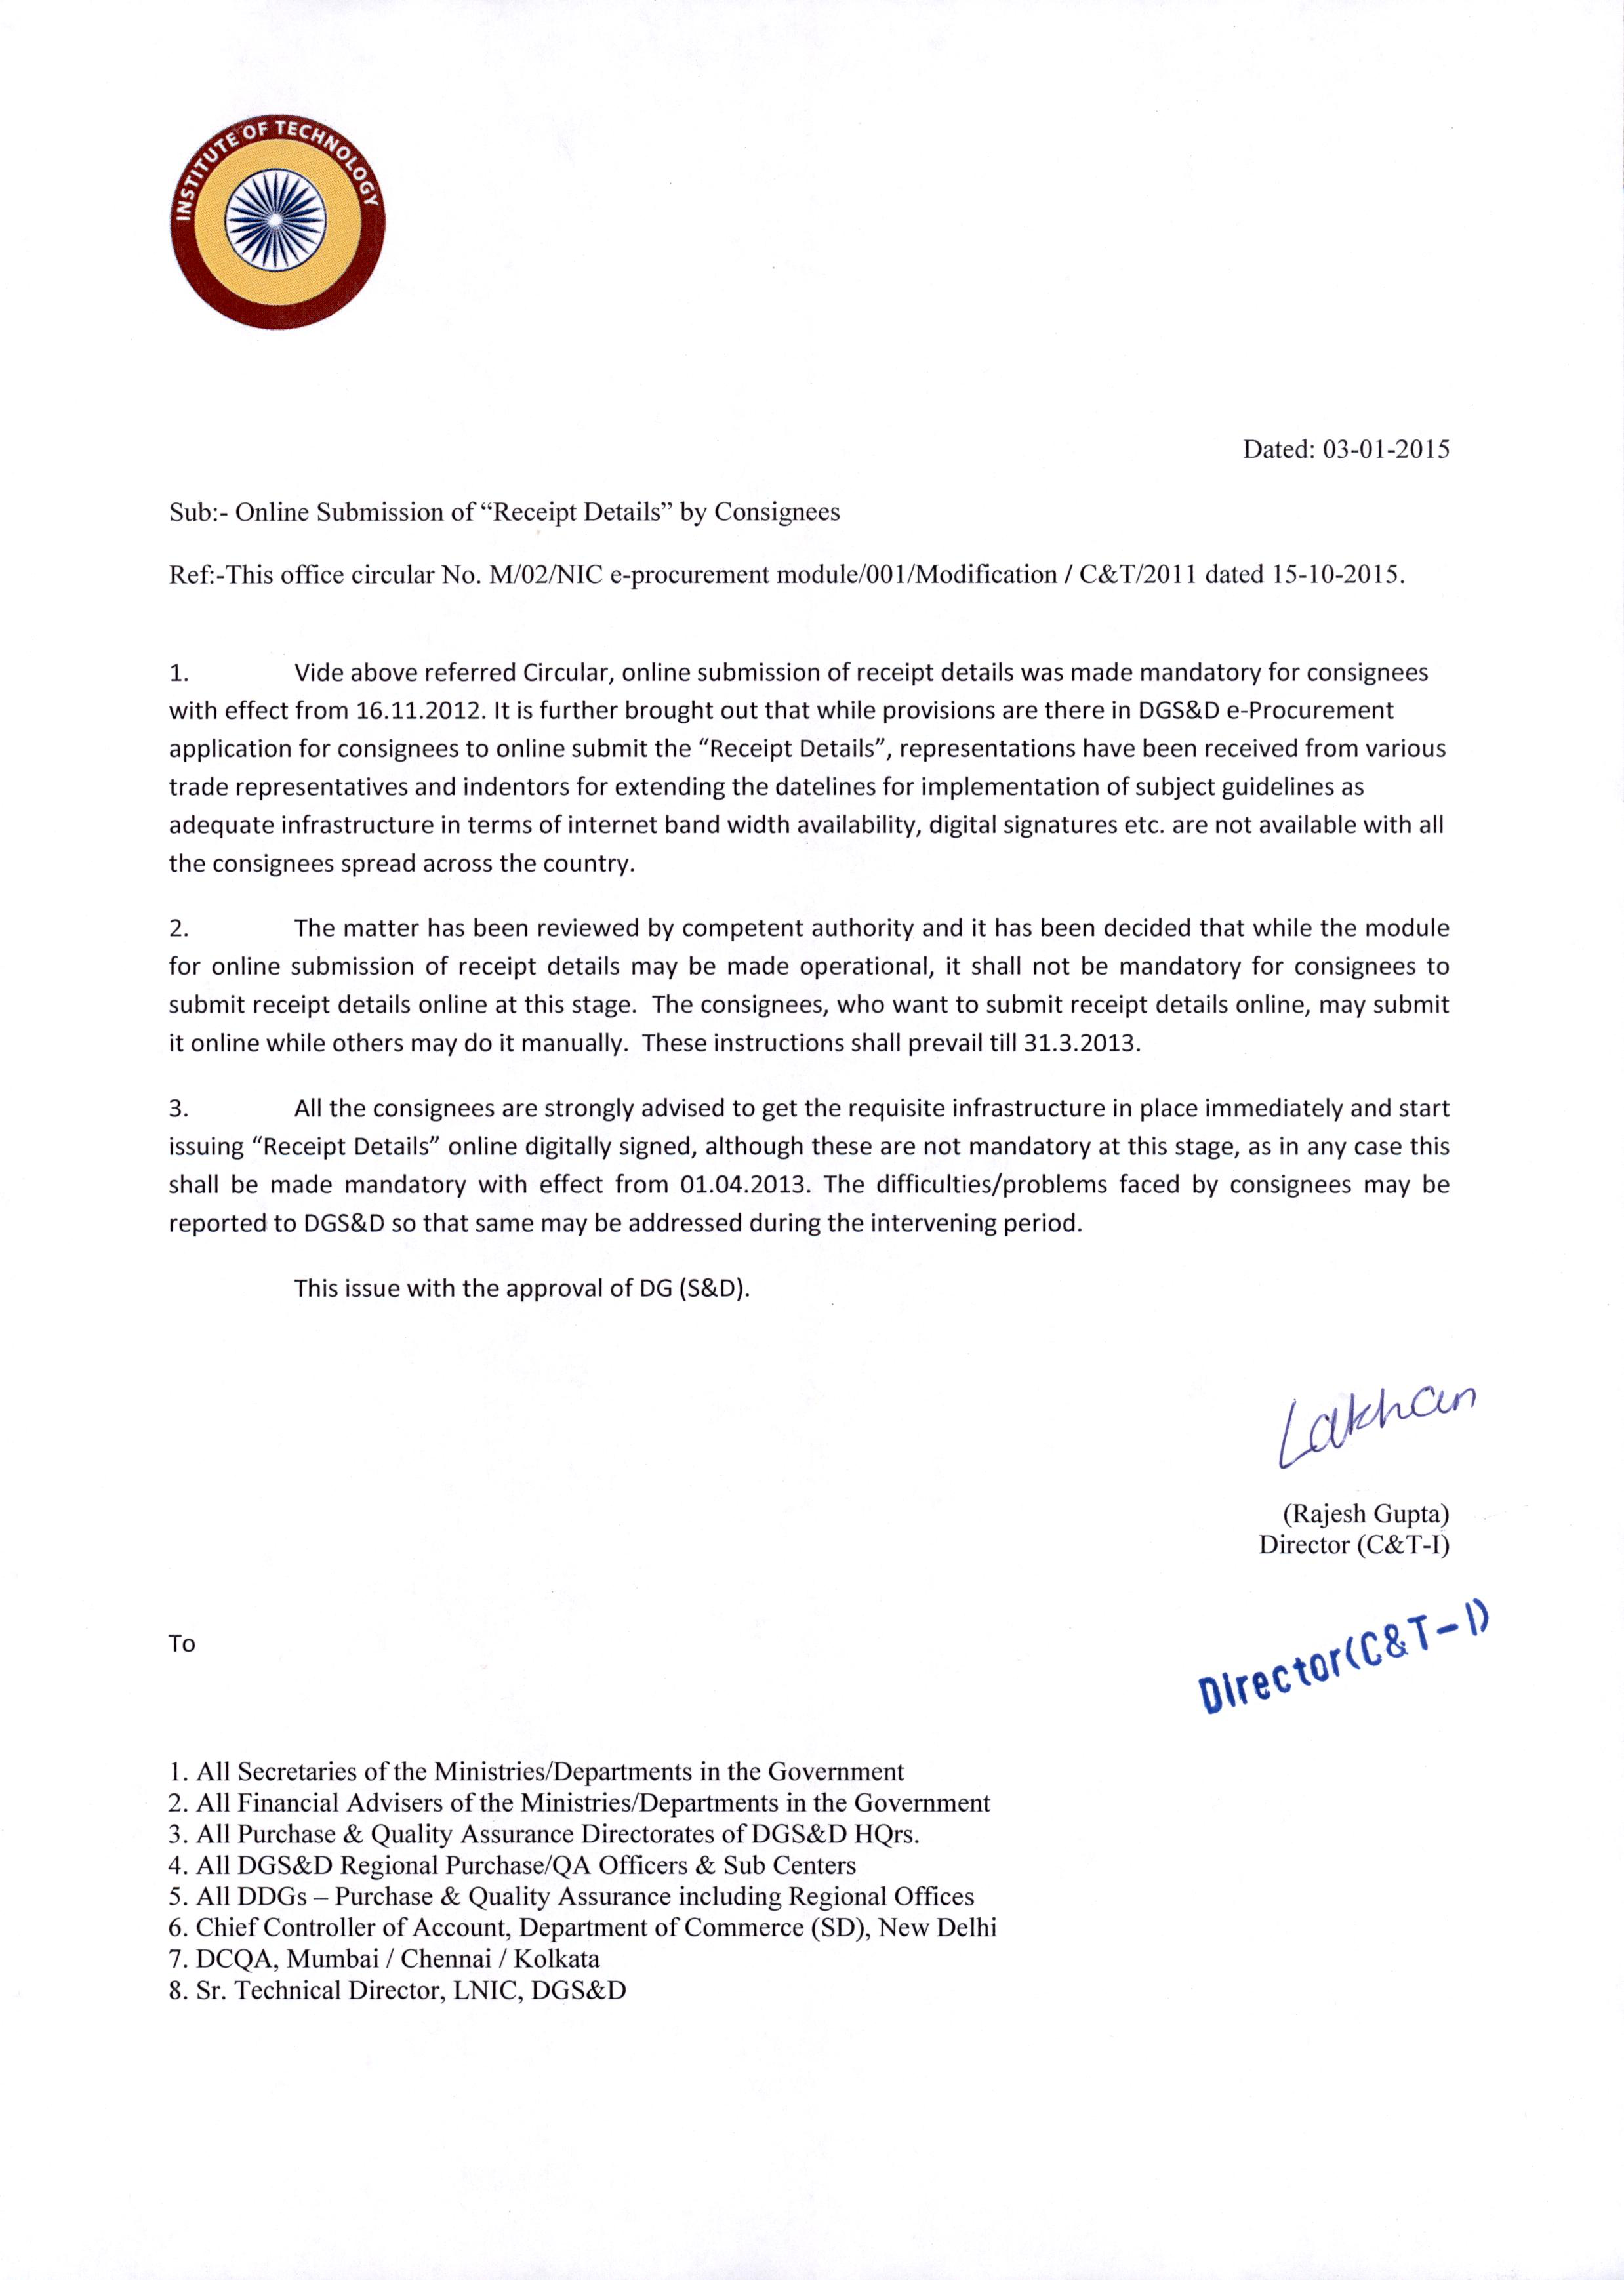 INSTITUTE OF TECHNOLOGY
Dated: 03-01-2015
Sub:- Online Submission of “Receipt Details” by Consignees
Ref:-This office circular No. M/02/NIC e-procurement module/001/Modification / C&T/2011 dated 15-10-2015.
1. Vide above referred Circular, online submission of receipt details was made mandatory for consignees
with effect from 16.11.2012. It is further brought out that while provisions are there in DGS&D e-Procurement
application for consignees to online submit the “Receipt Details”, representations have been received from various
trade representatives and indentors for extending the datelines for implementation of subject guidelines as
adequate infrastructure in terms of internet band width availability, digital signatures etc. are not available with all
the consignees spread across the country.
2. The matter has been reviewed by competent authority and it has been decided that while the module
for online submission of receipt details may be made operational, it shall not be mandatory for consignees to
submit receipt details online at this stage. The consignees, who want to submit receipt details online, may submit
it online while others may do it manually. These instructions shall prevail till 31.3.2013.
3. All the consignees are strongly advised to get the requisite infrastructure in place immediately and start
issuing “Receipt Details” online digitally signed, although these are not mandatory at this stage, as in any case this
shall be made mandatory with effect from 01.04.2013. The difficulties/problems faced by consignees may be
reported to DGS&D so that same may be addressed during the intervening period.
This issue with the approval of DG (S&D).
Lakhan
(Rajesh Gupta)
Director (C&T-I)
To
Director(C&T-I)
1. All Secretaries of the Ministries/Departments in the Government
2. All Financial Advisers of the Ministries/Departments in the Government
3. All Purchase & Quality Assurance Directorates of DGS&D HQrs.
4. All DGS&D Regional Purchase/QA Officers & Sub Centers
5. All DDGs – Purchase & Quality Assurance including Regional Offices
6. Chief Controller of Account, Department of Commerce (SD), New Delhi
7. DCQA, Mumbai / Chennai / Kolkata
8. Sr. Technical Director, LNIC, DGS&D